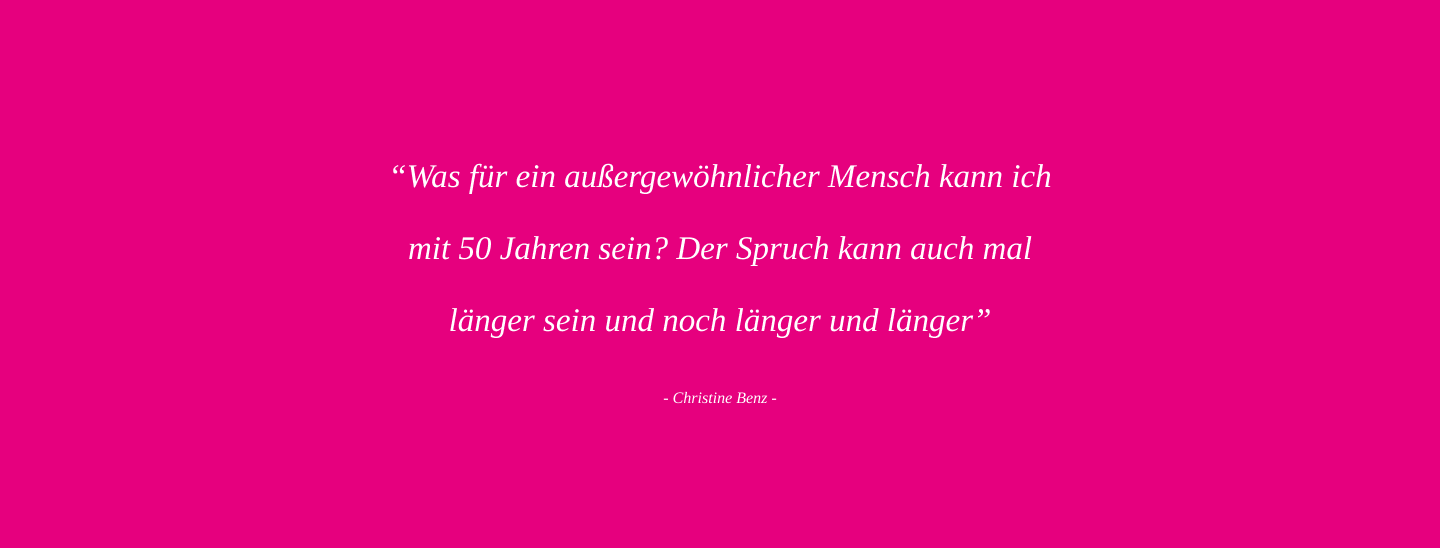 “Was für ein außergewöhnlicher Mensch kann ich
mit 50 Jahren sein? Der Spruch kann auch mal
länger sein und noch länger und länger”
- Christine Benz -